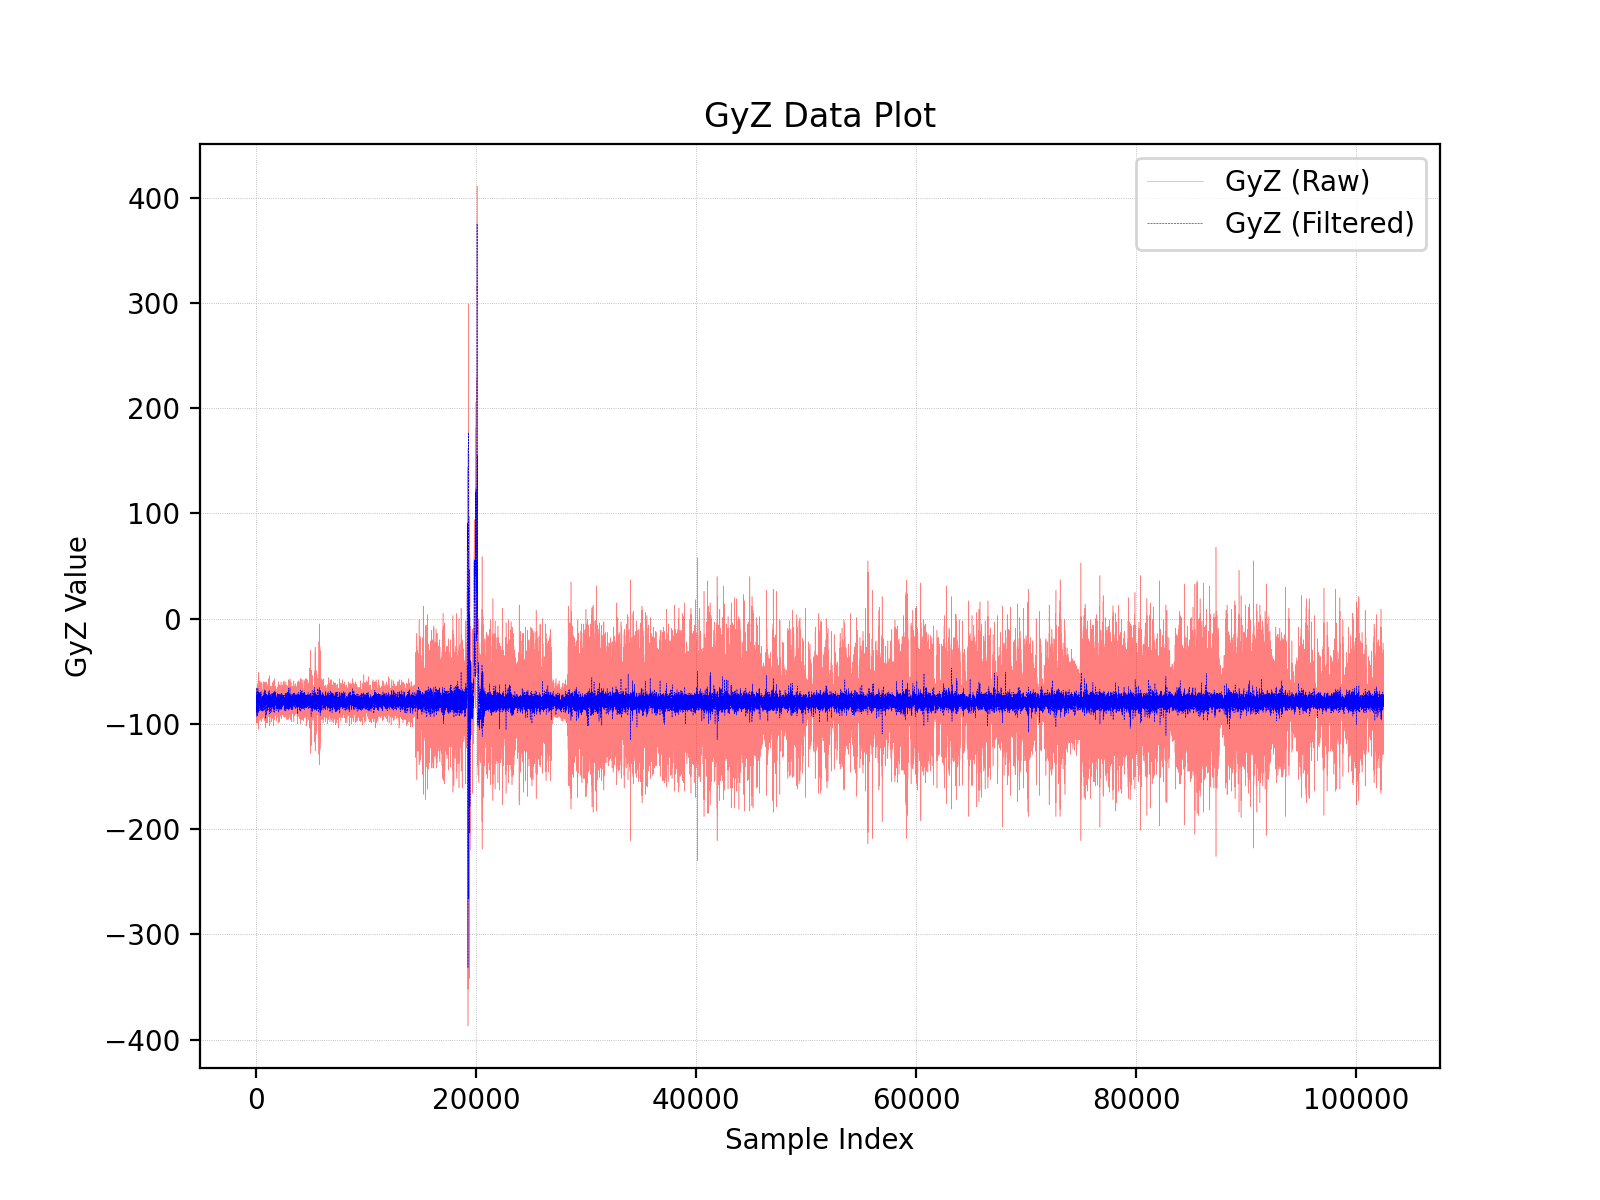 GyZ Data Plot
GyZ (Raw)
GyZ (Filtered)
400
300
200
100
0
−100
−200
−300
−400
GyZ Value
0 20000 40000 60000 80000 100000
Sample Index